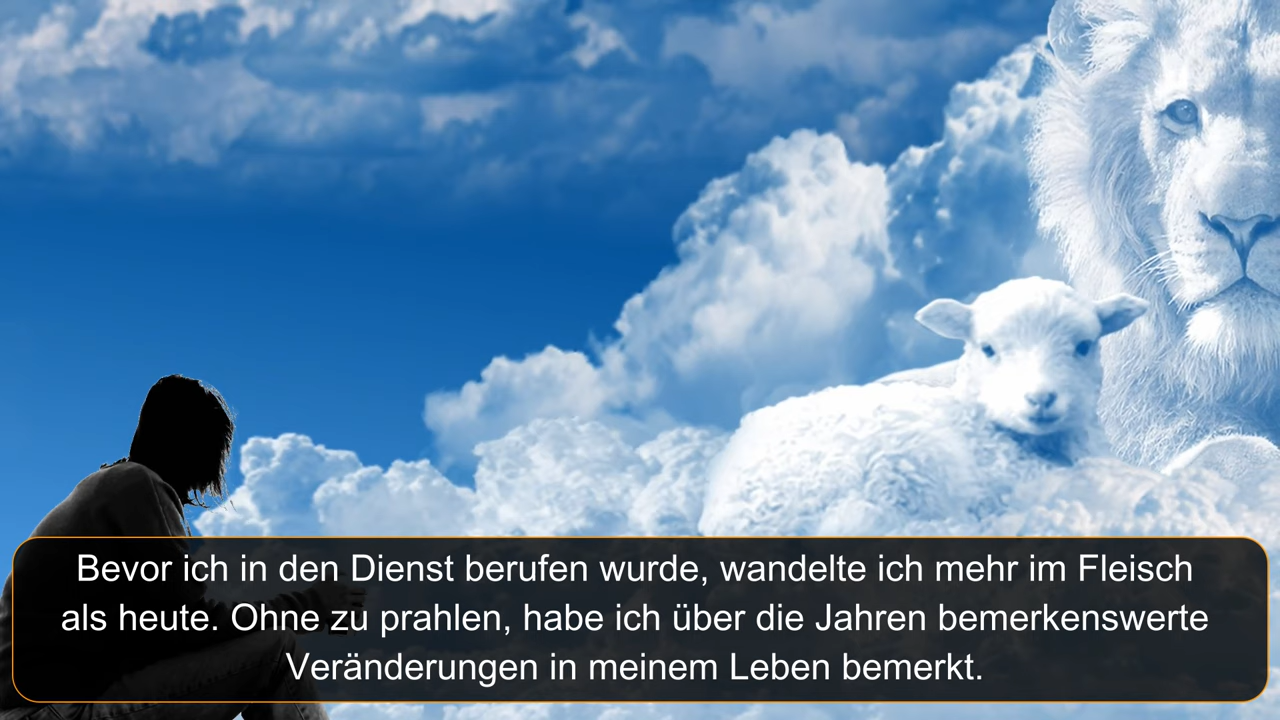 Bevor ich in den Dienst berufen wurde, wandelte ich mehr im Fleisch
als heute. Ohne zu prahlen, habe ich über die Jahren bemerkenswerte
Veränderungen in meinem Leben bemerkt.